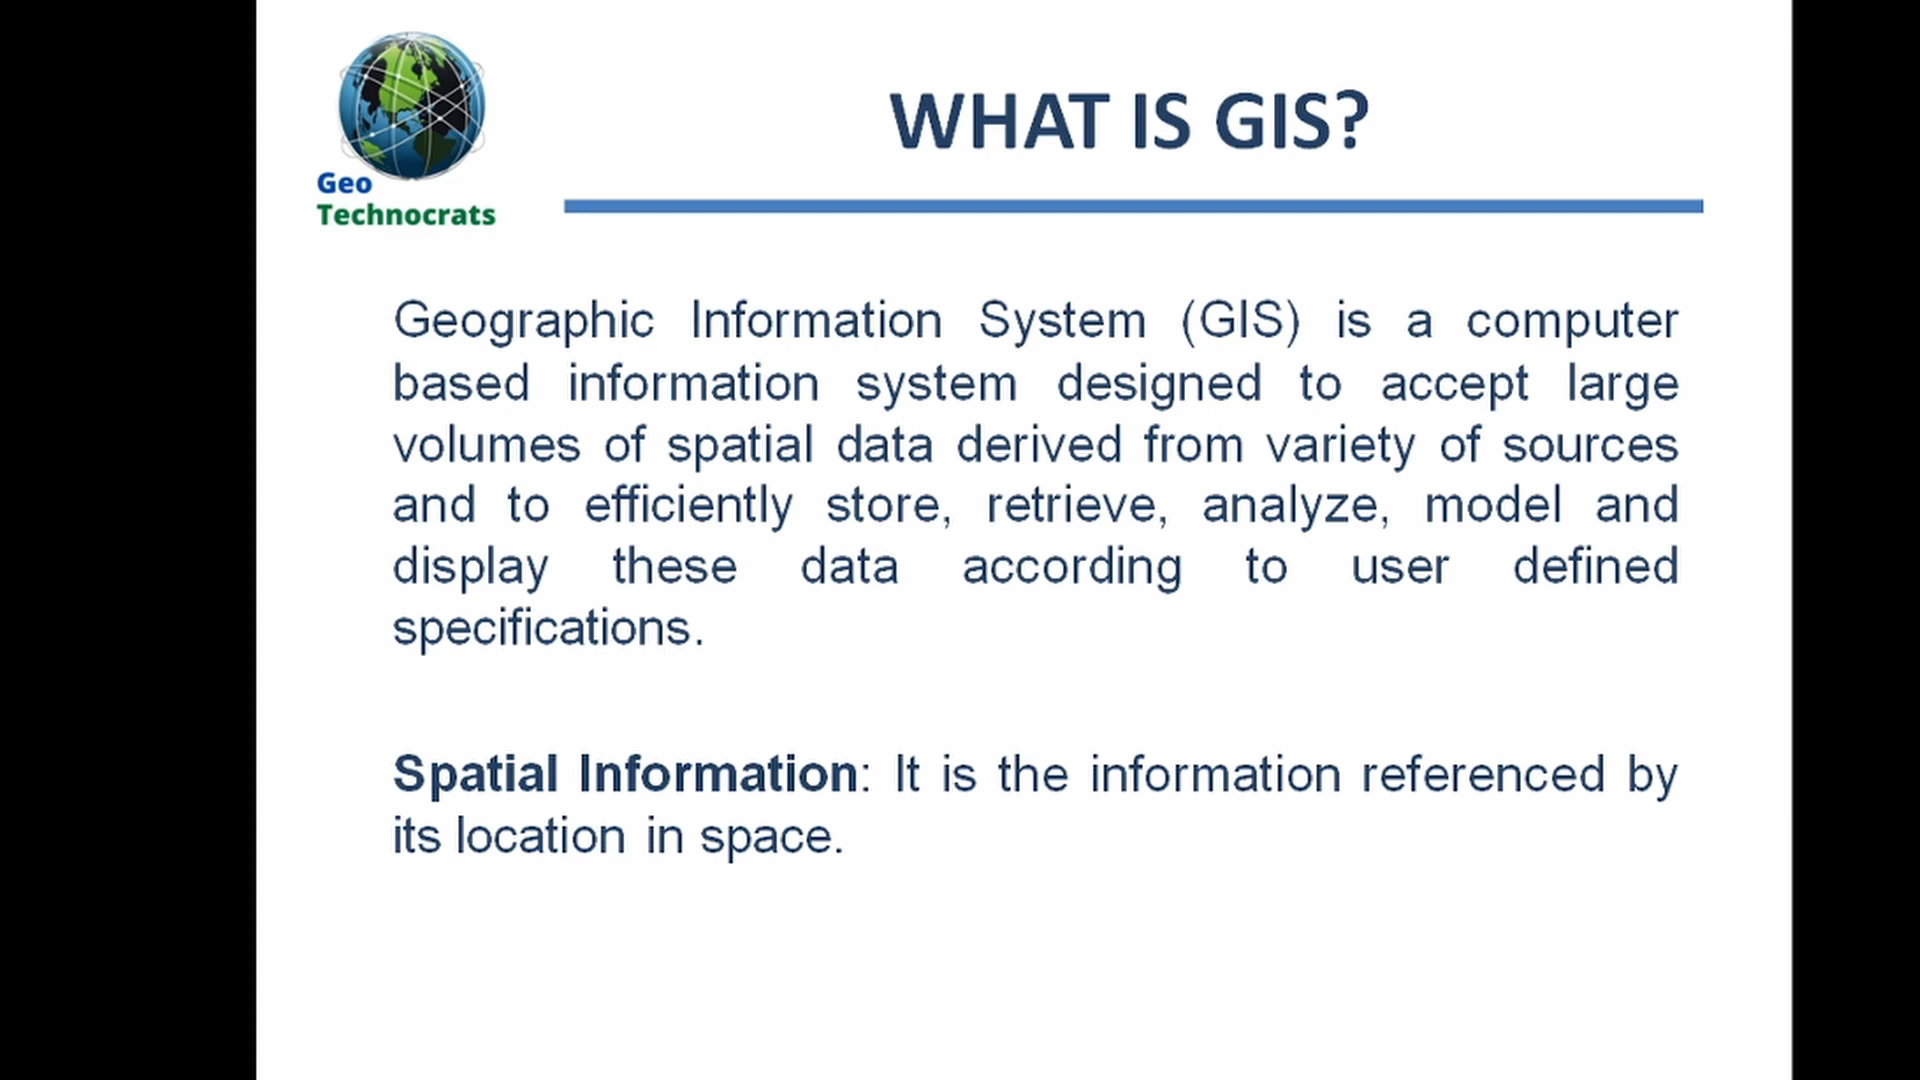 Geo
Technocrats
WHAT IS GIS?
Geographic Information System (GIS) is a computer
based information system designed to accept large
volumes of spatial data derived from variety of sources
and to efficiently store, retrieve, analyze, model and
display these data according to user defined
specifications.
Spatial Information: It is the information referenced by
its location in space.